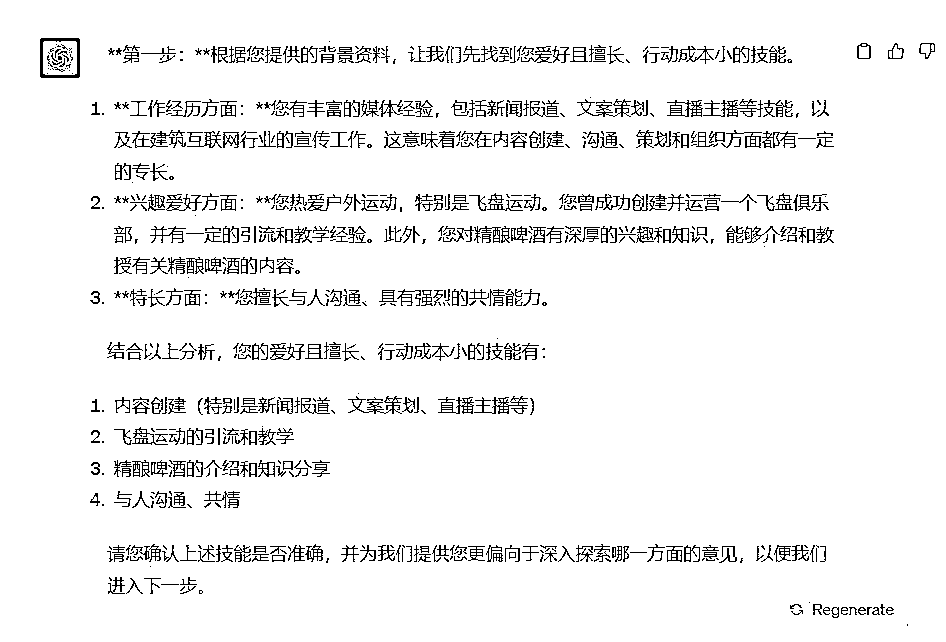 **第一步：**根据您提供的背景资料，让我们先找到您爱好且擅长、行动成本小的技能。
1. **工作经历方面：**您有丰富的媒体经验，包括新闻报道、文案策划、直播主播等技能，以
及在建筑互联网行业的宣传工作。这意味着您在内容创建、沟通、策划和组织方面都有一定
的专长。
2. **兴趣爱好方面：**您热爱户外运动，特别是飞盘运动。您曾成功创建并运营一个飞盘俱乐
部，并有一定的引流和教学经验。此外，您对精酿啤酒有深厚的兴趣和知识，能够介绍和教
授有关精酿啤酒的内容。
3. **特长方面：**您擅长与人沟通、具有强烈的共情能力。
结合以上分析，您的爱好且擅长、行动成本小的技能有：
1. 内容创建（特别是新闻报道、文案策划、直播主播等）
2. 飞盘运动的引流和教学
3. 精酿啤酒的介绍和知识分享
4. 与人沟通、共情
请您确认上述技能是否准确，并为我们提供您更偏向于深入探索哪一方面的意见，以便我们
进入下一步。
Regenerate